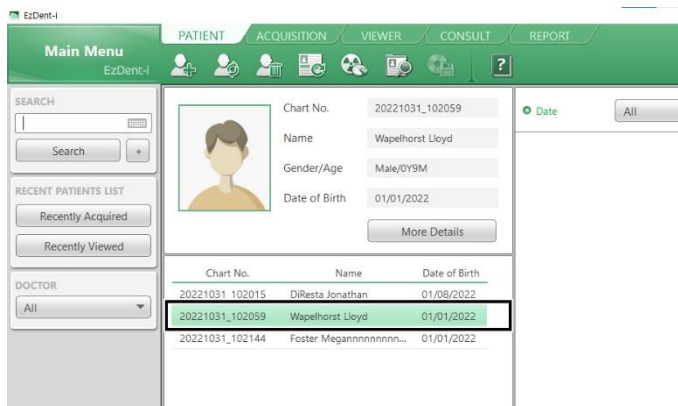 EzDent-i
Main Menu
EzDent-i
PATIENT ACQUISITION VIEWER CONSULT REPORT
?
SEARCH
Search +
RECENT PATIENTS LIST
Recently Acquired
Recently Viewed
DOCTOR
All
Chart No. 20221031_102059
Name Wapelhorst Lloyd
Gender/Age Male/0Y9M
Date of Birth 01/01/2022
More Details
Chart No. Name Date of Birth
20221031_102015 DiResta Jonathan 01/08/2022
20221031_102059 Wapelhorst Lloyd 01/01/2022
20221031_102144 Foster Megannnnnnnnn... 01/01/2022
Date All